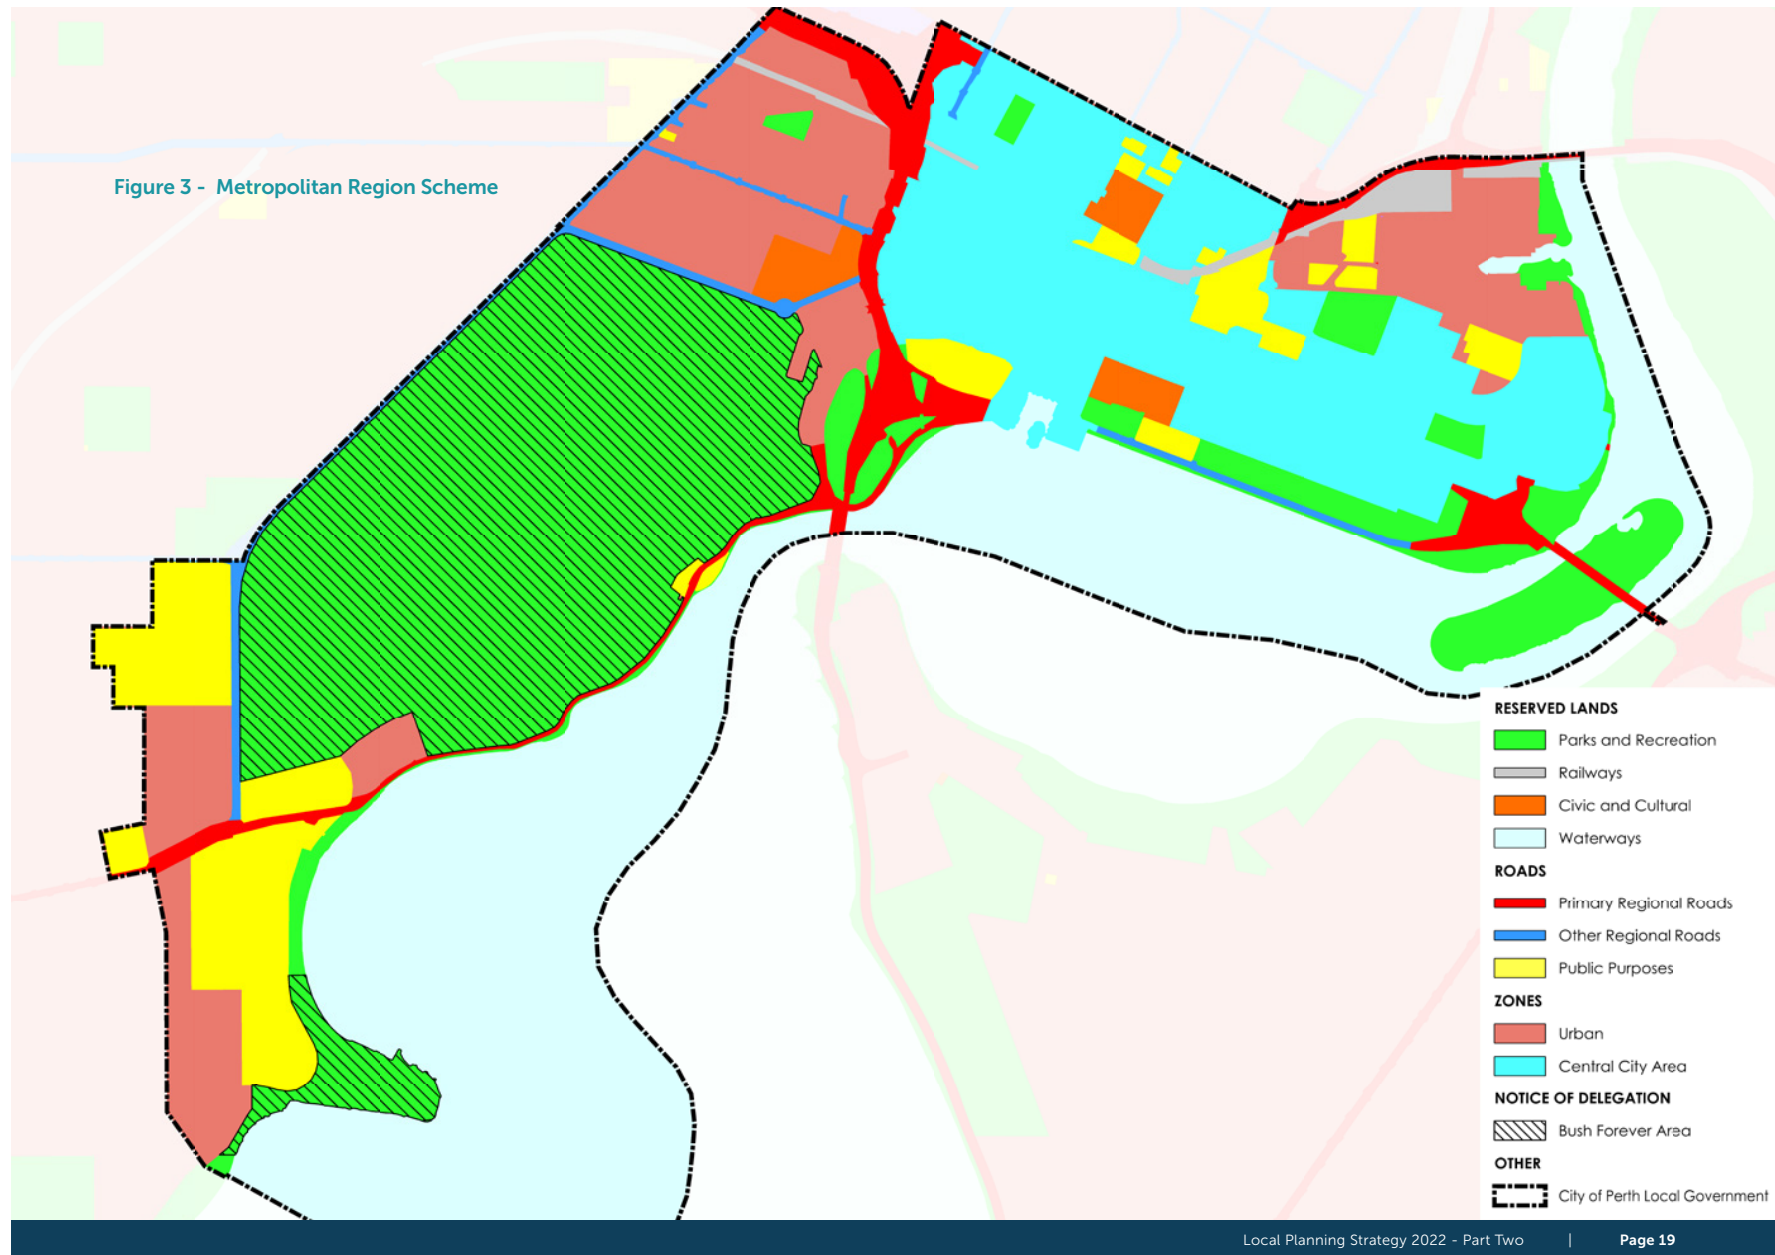 Figure 3 - Metropolitan Region Scheme
RESERVED LANDS
Parks and Recreation
Railways
Civic and Cultural
Waterways
ROADS
Primary Regional Roads
Other Regional Roads
Public Purposes
ZONES
Urban
Central City Area
NOTICE OF DELEGATION
Bush Forever Area
OTHER
City of Perth Local Government
Local Planning Strategy 2022 - Part Two | Page 19